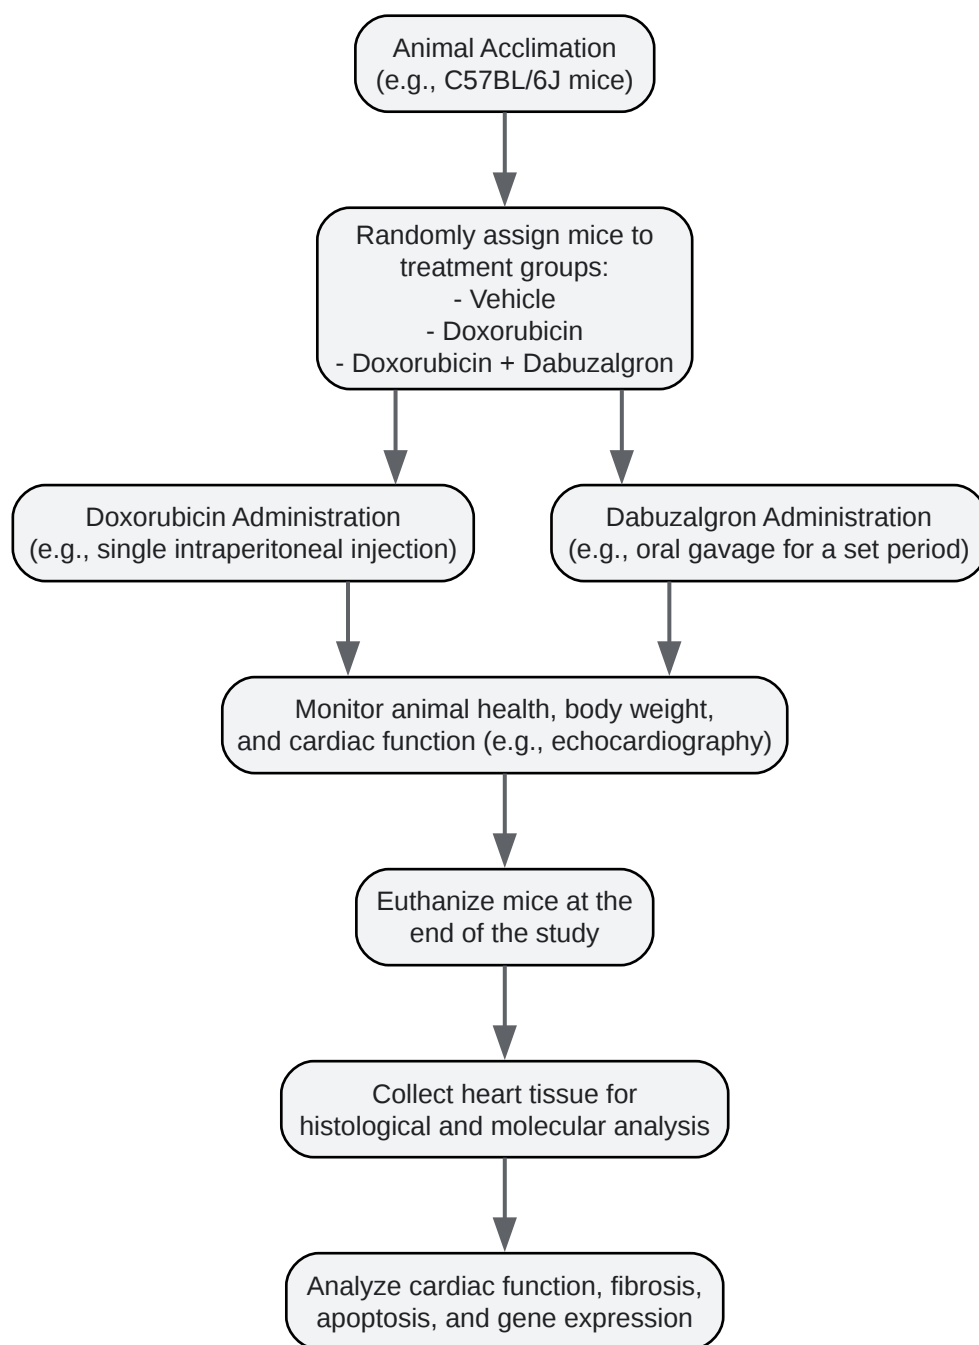 Animal Acclimation
(e.g., C57BL/6J mice)
Randomly assign mice to
treatment groups:
- Vehicle
- Doxorubicin
- Doxorubicin + Dabuzalgron
Doxorubicin Administration
(e.g., single intraperitoneal injection)
Dabuzalgron Administration
(e.g., oral gavage for a set period)
Monitor animal health, body weight,
and cardiac function (e.g., echocardiography)
Euthanize mice at the
end of the study
Collect heart tissue for
histological and molecular analysis
Analyze cardiac function, fibrosis,
apoptosis, and gene expression